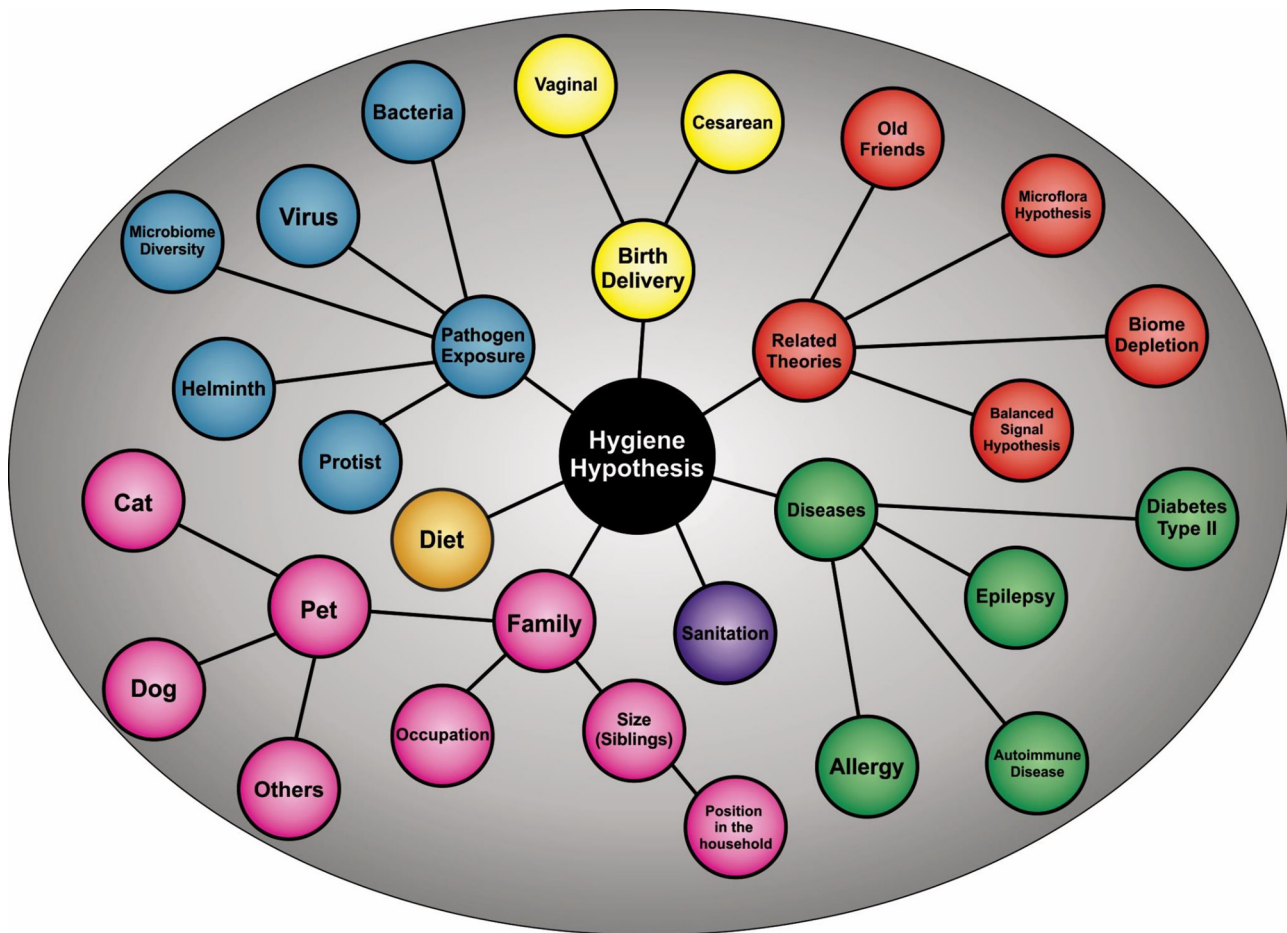 Vaginal
Cesarean
Birth
Delivery
Bacteria
Virus
Microbiome
Diversity
Pathogen
Exposure
Helminth
Protist
Old
Friends
Microflora
Hypothesis
Related
Theories
Biome
Depletion
Balanced
Signal
Hypothesis
Hygiene
Hypothesis
Diet
Cat
Pet
Dog
Others
Family
Occupation
Size
(Siblings)
Position
in the
household
Sanitation
Diseases
Diabetes
Type II
Epilepsy
Allergy
Autoimmune
Disease